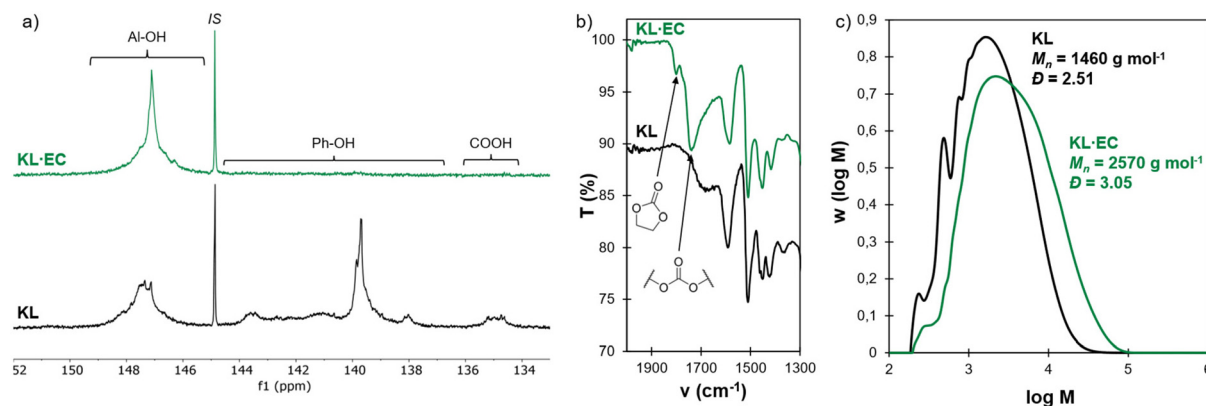 a)
IS
Al-OH
Ph-OH
COOH
KL·EC
KL
52 150 148 146 144 142 140 138 136 134
f1 (ppm)
b)
KL·EC
KL
100
95
90
85
80
75
70
T (%)
O
O O
O
O O
1900 1700 1500 1300
ν (cm-1)
c)
0,9
0,8
0,7
0,6
0,5
0,4
0,3
0,2
0,1
0
w (log M)
KL
Mn = 1460 g mol-1
Đ = 2.51
KL·EC
Mn = 2570 g mol-1
Đ = 3.05
2 3 4 5 6
log M